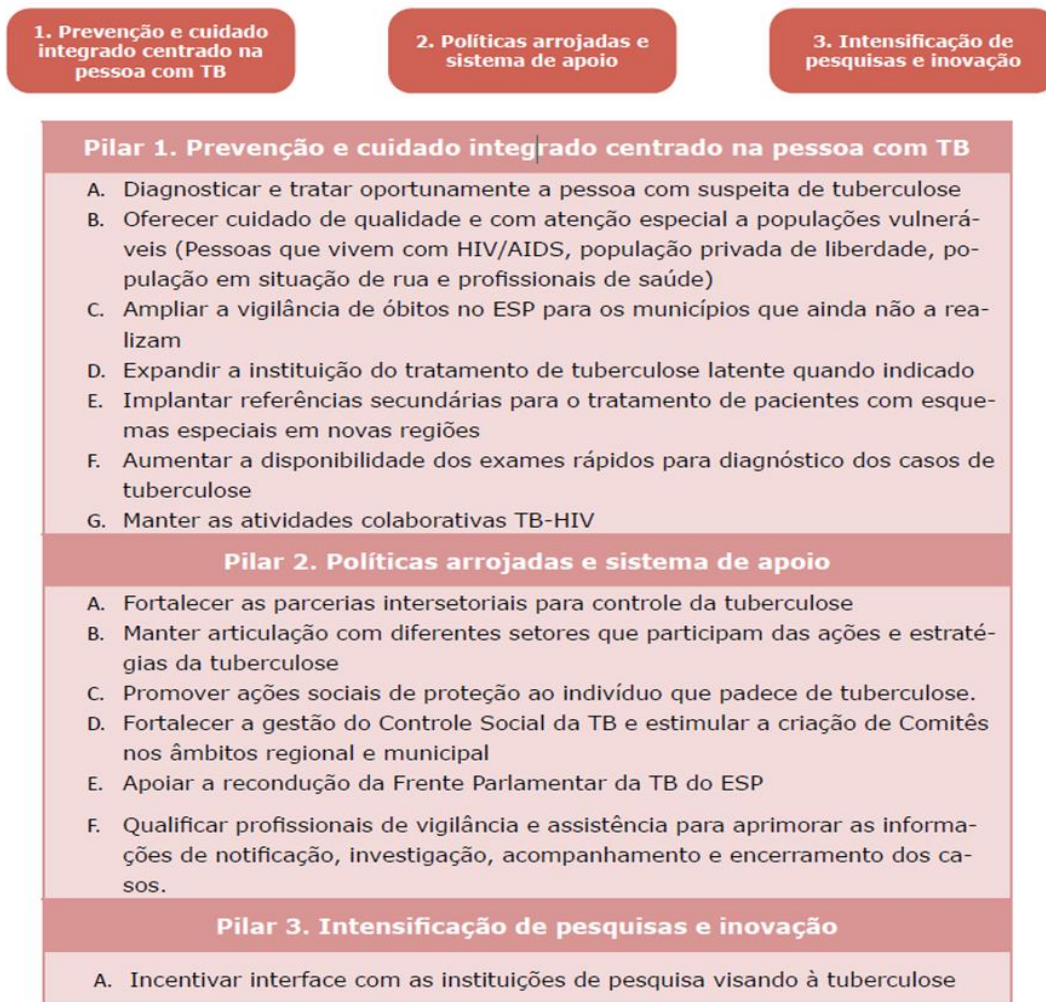 1. Prevenção e cuidado
integrado centrado na
pessoa com TB
2. Políticas arrojadas e
sistema de apoio
3. Intensificação de
pesquisas e inovação
Pilar 1. Prevenção e cuidado integrado centrado na pessoa com TB
A. Diagnosticar e tratar oportunamente a pessoa com suspeita de tuberculose
B. Oferecer cuidado de qualidade e com atenção especial a populações vulnerá-
veis (Pessoas que vivem com HIV/AIDS, população privada de liberdade, po-
pulação em situação de rua e profissionais de saúde)
C. Ampliar a vigilância de óbitos no ESP para os municípios que ainda não a rea-
lizam
D. Expandir a instituição do tratamento de tuberculose latente quando indicado
E. Implantar referências secundárias para o tratamento de pacientes com esque-
mas especiais em novas regiões
F. Aumentar a disponibilidade dos exames rápidos para diagnóstico dos casos de
tuberculose
G. Manter as atividades colaborativas TB-HIV
Pilar 2. Políticas arrojadas e sistema de apoio
A. Fortalecer as parcerias intersetoriais para controle da tuberculose
B. Manter articulação com diferentes setores que participam das ações e estraté-
gias da tuberculose
C. Promover ações sociais de proteção ao indivíduo que padece de tuberculose.
D. Fortalecer a gestão do Controle Social da TB e estimular a criação de Comitês
nos âmbitos regional e municipal
E. Apoiar a recondução da Frente Parlamentar da TB do ESP
F. Qualificar profissionais de vigilância e assistência para aprimorar as informa-
ções de notificação, investigação, acompanhamento e encerramento dos ca-
sos.
Pilar 3. Intensificação de pesquisas e inovação
A. Incentivar interface com as instituições de pesquisa visando à tuberculose